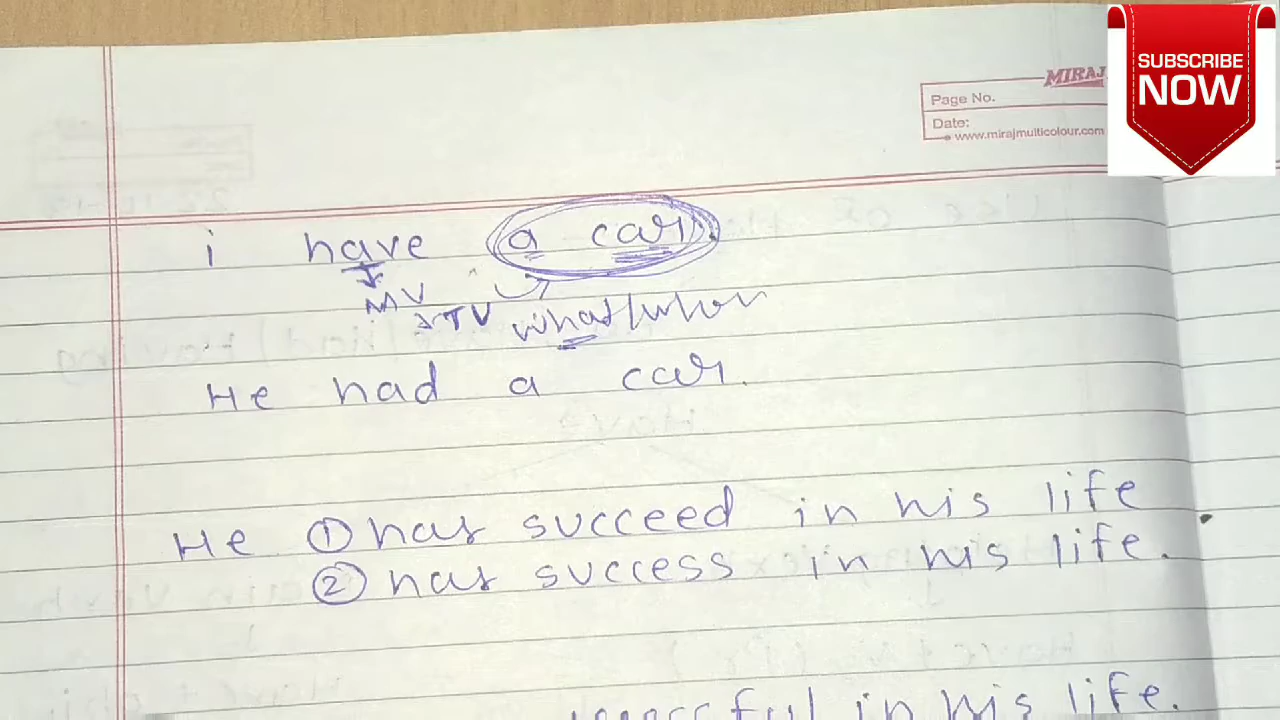 SUBSCRIBE
NOW
MIRAJ
Page No.
Date:
www.mirajmulticolour.com
i have a car.
MV
TV what/whom
He had a car.
He ① has succeed in his life
② has success in his life.
in his life.